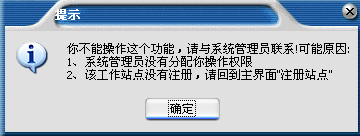 提示
你不能操作这个功能，请与系统管理员联系!可能原因:
1、系统管理员没有分配你操作权限
2、该工作站点没有注册，请回到主界面"注册站点"
确定